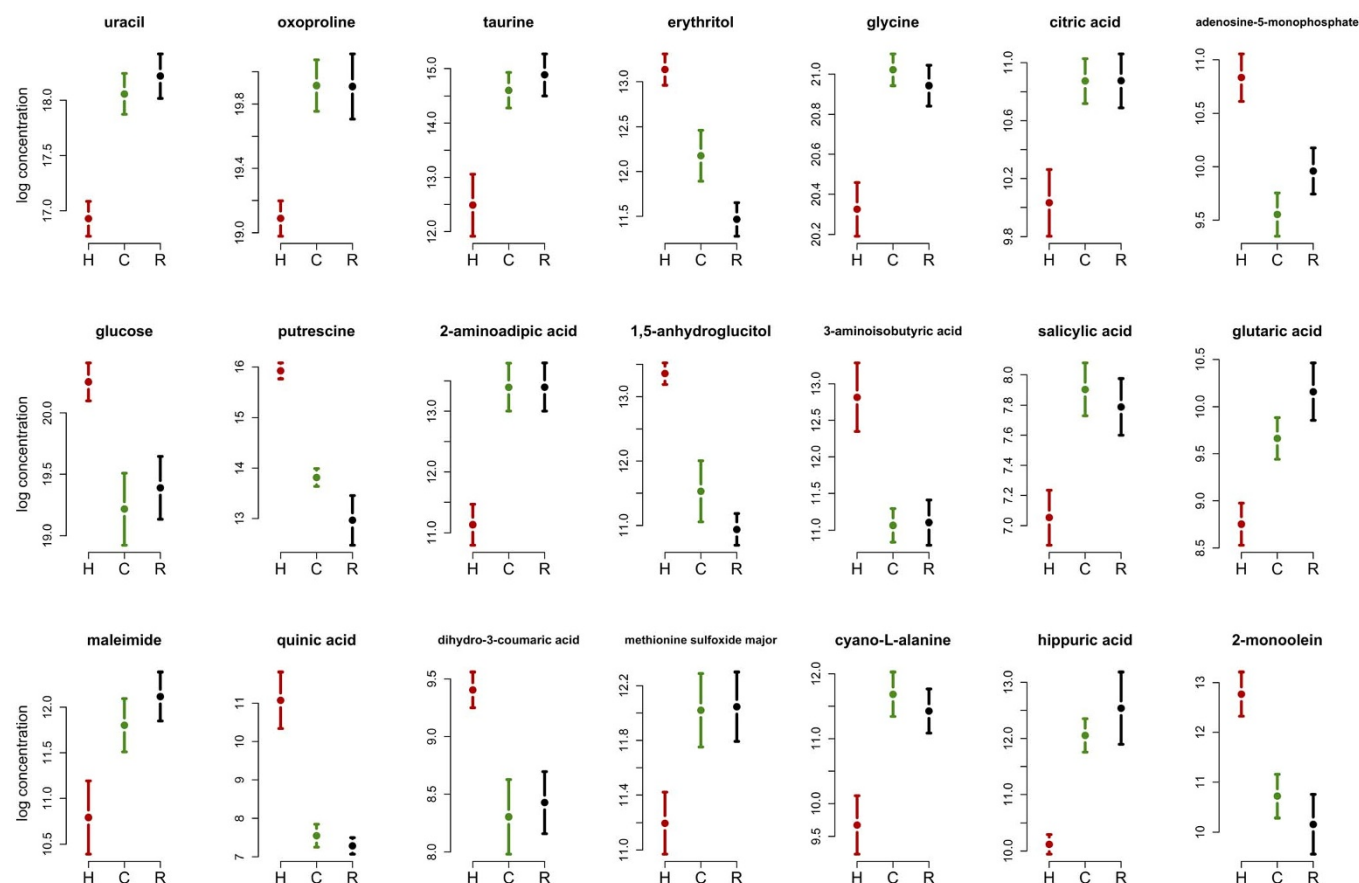 uracil
oxoproline
taurine
erythritol
glycine
citric acid
adenosine-5-monophosphate
log concentration
17.0 17.5 18.0
19.0 19.4 19.8
12.0 13.0 14.0 15.0
11.5 12.0 12.5 13.0
20.2 20.4 20.6 20.8 21.0
9.8 10.2 10.6 11.0
9.5 10.0 10.5 11.0
H C R
H C R
H C R
H C R
H C R
H C R
H C R
glucose
putrescine
2-aminoadipic acid
1,5-anhydroglucitol
3-aminoisobutyric acid
salicylic acid
glutaric acid
log concentration
19.0 19.5 20.0
13 14 15 16
11.0 12.0 13.0
11.0 12.0 13.0
11.0 11.5 12.0 12.5 13.0
7.0 7.2 7.4 7.6 7.8 8.0
8.5 9.0 9.5 10.0 10.5
H C R
H C R
H C R
H C R
H C R
H C R
H C R
maleimide
quinic acid
dihydro-3-coumaric acid
methionine sulfoxide major
cyano-L-alanine
hippuric acid
2-monoolein
log concentration
10.5 11.0 11.5 12.0
7 8 9 10 11
8.0 8.5 9.0 9.5
11.0 11.4 11.8 12.2
9.5 10.0 11.0 12.0
10.0 11.0 12.0 13.0
10 11 12 13
H C R
H C R
H C R
H C R
H C R
H C R
H C R